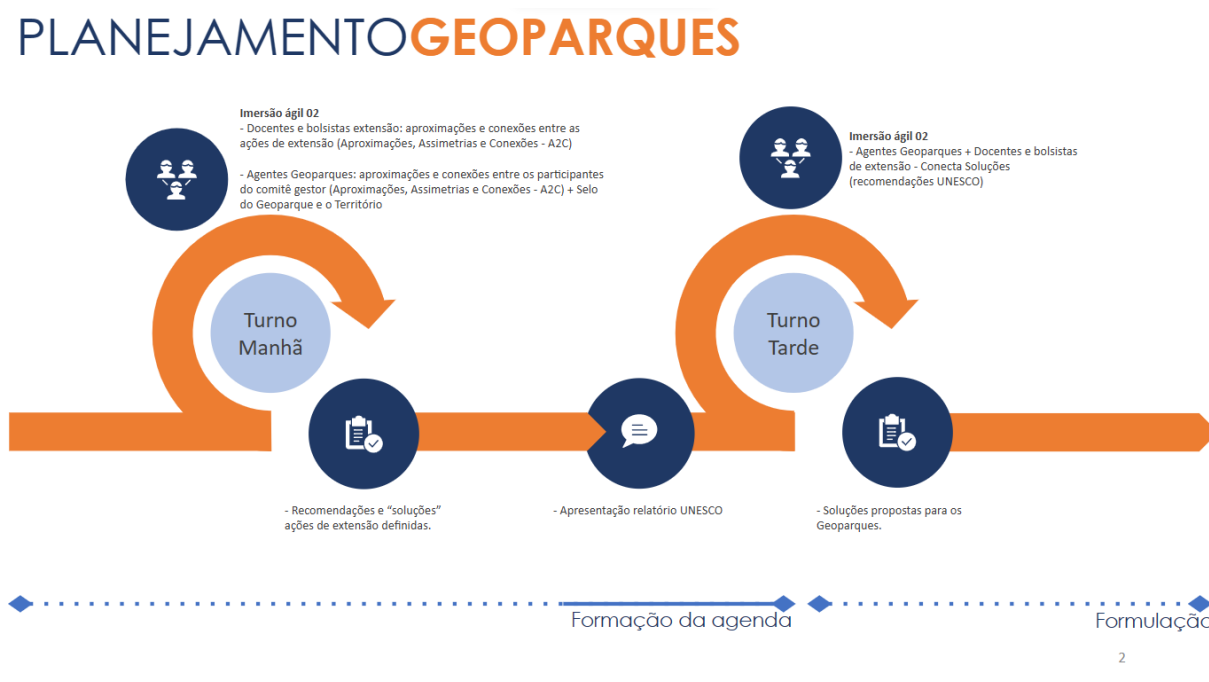 PLANEJAMENTOGEOPARQUES
Imersão ágil 02
- Docentes e bolsistas extensão: aproximações e conexões entre as
ações de extensão (Aproximações, Assimetrias e Conexões - A2C)
- Agentes Geoparques: aproximações e conexões entre os participantes
do comitê gestor (Aproximações, Assimetrias e Conexões - A2C) + Selo
do Geoparque e o Território
Imersão ágil 02
- Agentes Geoparques + Docentes e bolsistas
de extensão - Conecta Soluções
(recomendações UNESCO)
Turno
Manhã
Turno
Tarde
- Recomendações e “soluções”
ações de extensão definidas.
- Apresentação relatório UNESCO
- Soluções propostas para os
Geoparques.
Formação da agenda
Formulação
2